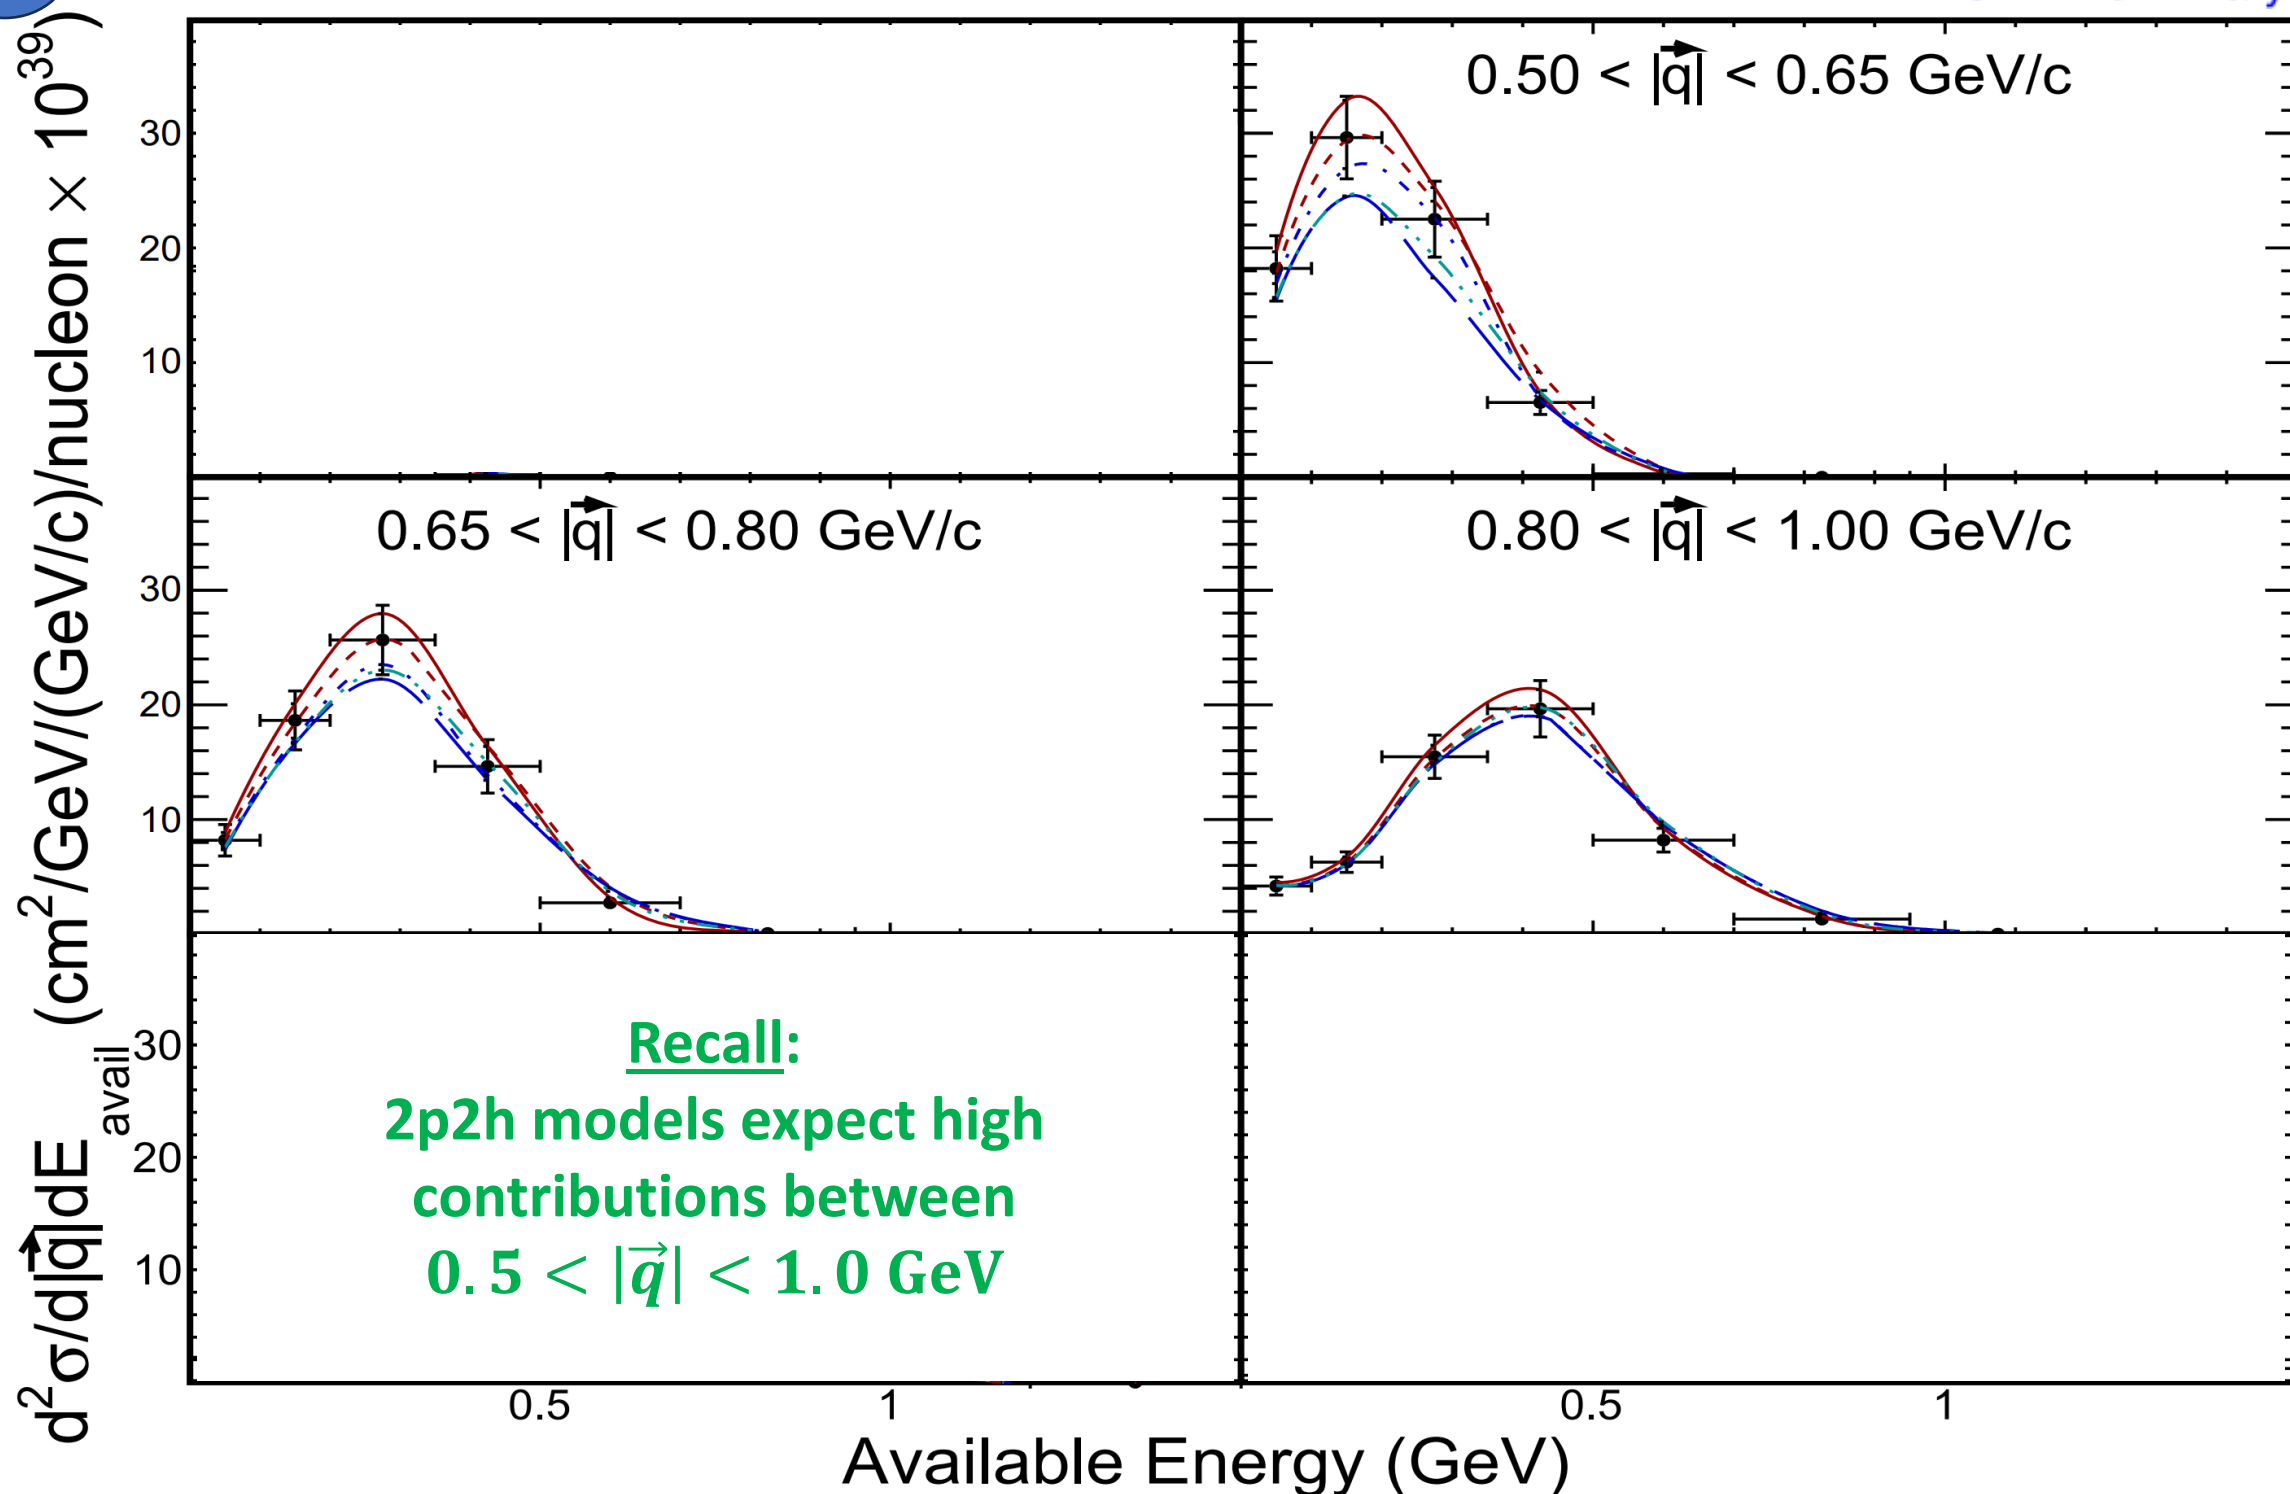 d²σ/d|q⃗|dE_avail (cm²/GeV/(GeV/c)/nucleon × 10³⁹)
0.50 < |q⃗| < 0.65 GeV/c
30
20
10
0.65 < |q⃗| < 0.80 GeV/c
0.80 < |q⃗| < 1.00 GeV/c
30
20
10
Recall:
2p2h models expect high
contributions between
0.5 < |q⃗| < 1.0 GeV
30
20
10
0.5 1 0.5 1
Available Energy (GeV)